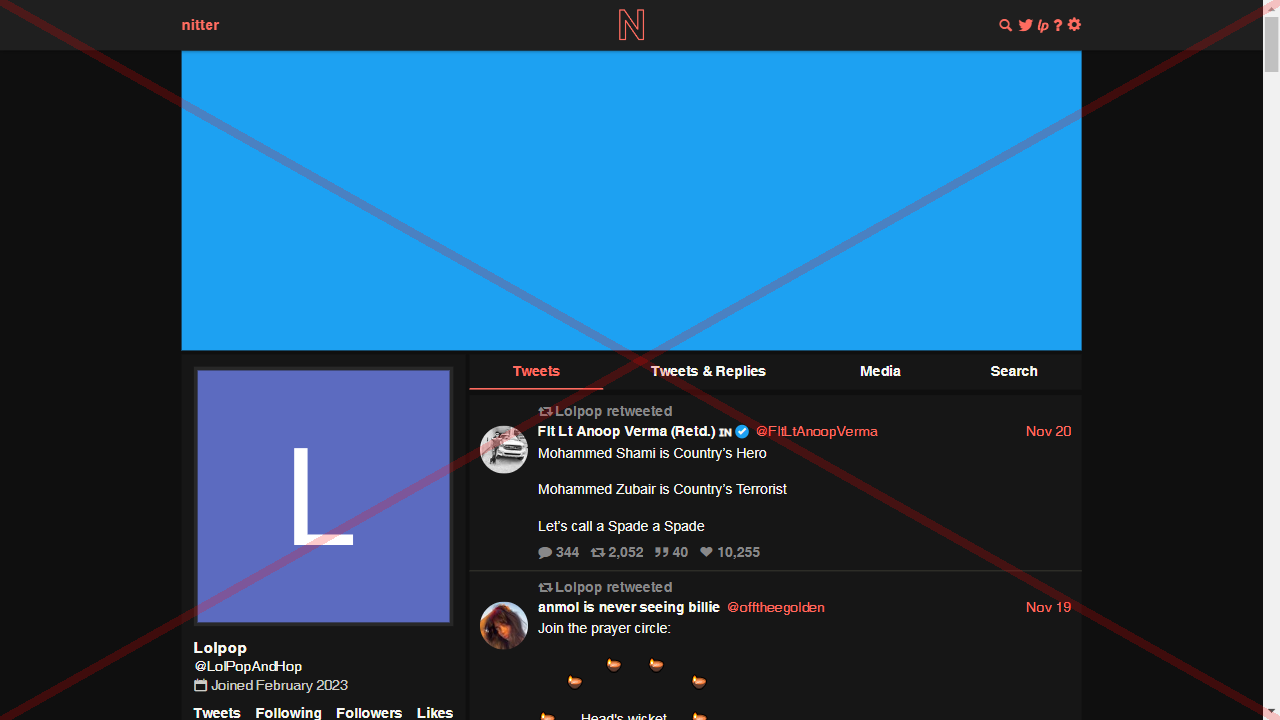 nitter
N
lp ?
Tweets
Tweets & Replies
Media
Search
L
Lolpop
@LolPopAndHop
Joined February 2023
Tweets Following Followers Likes
Lolpop retweeted
Flt Lt Anoop Verma (Retd.) IN @FltLtAnoopVerma Nov 20
Mohammed Shami is Country's Hero
Mohammed Zubair is Country's Terrorist
Let's call a Spade a Spade
344 2,052 40 10,255
Lolpop retweeted
anmol is never seeing billie @offtheegolden Nov 19
Join the prayer circle:
Head's wicket